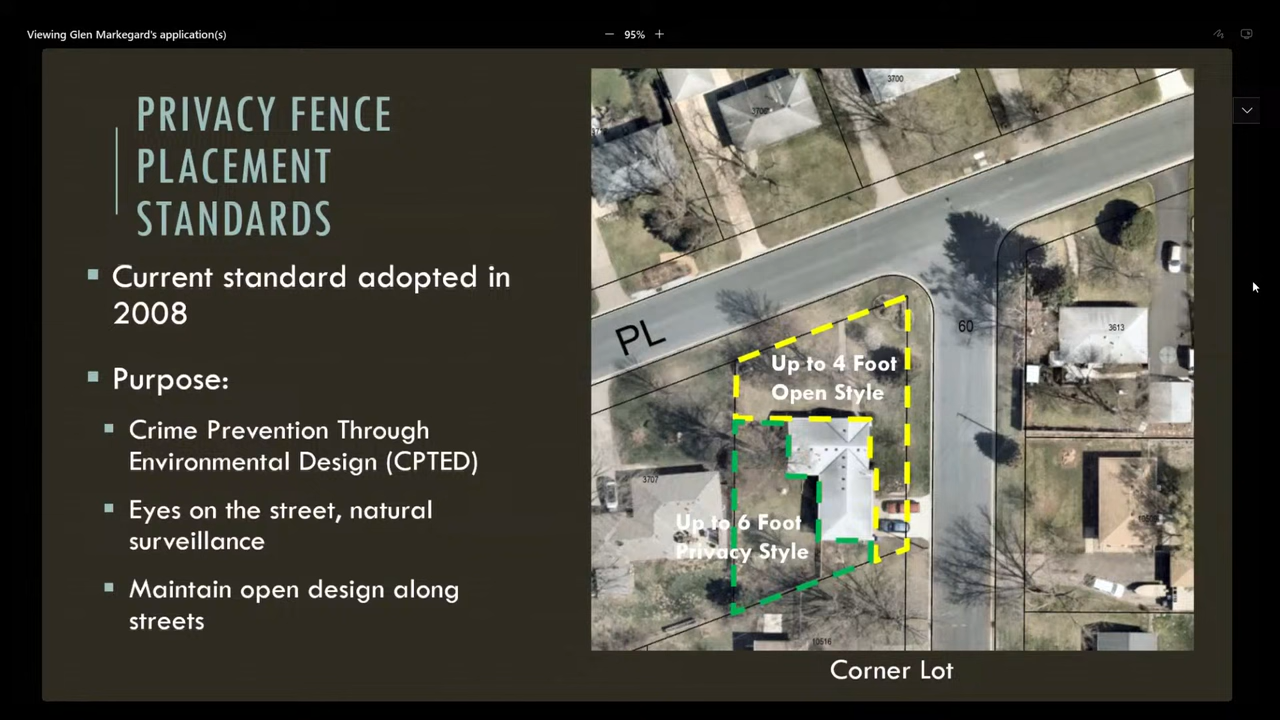 Viewing Glen Markegard's application(s)
95%
PRIVACY FENCE
PLACEMENT
STANDARDS
Current standard adopted in
2008
Purpose:
Crime Prevention Through
Environmental Design (CPTED)
Eyes on the street, natural
surveillance
Maintain open design along
streets
3700
PL
60
3613
Up to 4 Foot
Open Style
3707
Up to 6 Foot
Privacy Style
10616
Corner Lot